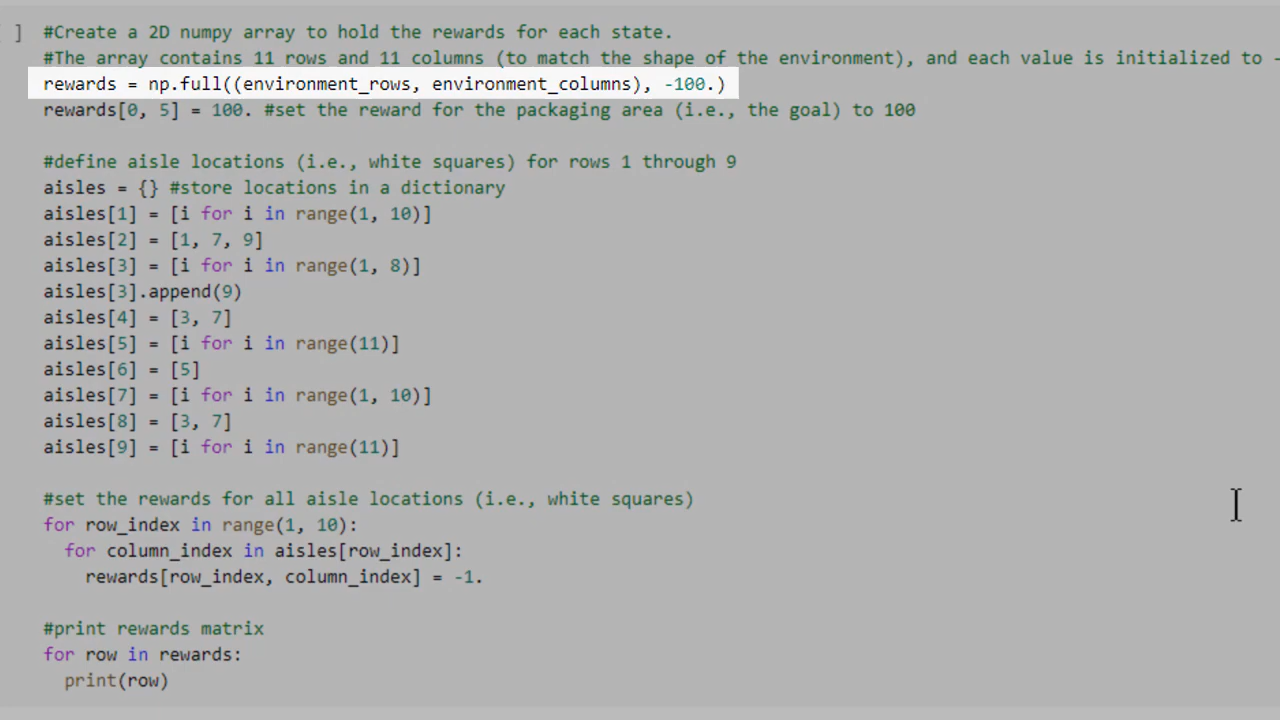 ] #Create a 2D numpy array to hold the rewards for each state.
#The array contains 11 rows and 11 columns (to match the shape of the environment), and each value is initialized to -
rewards = np.full((environment_rows, environment_columns), -100.)
rewards[0, 5] = 100. #set the reward for the packaging area (i.e., the goal) to 100
#define aisle locations (i.e., white squares) for rows 1 through 9
aisles = {} #store locations in a dictionary
aisles[1] = [i for i in range(1, 10)]
aisles[2] = [1, 7, 9]
aisles[3] = [i for i in range(1, 8)]
aisles[3].append(9)
aisles[4] = [3, 7]
aisles[5] = [i for i in range(11)]
aisles[6] = [5]
aisles[7] = [i for i in range(1, 10)]
aisles[8] = [3, 7]
aisles[9] = [i for i in range(11)]
#set the rewards for all aisle locations (i.e., white squares)
for row_index in range(1, 10):
for column_index in aisles[row_index]:
rewards[row_index, column_index] = -1.
#print rewards matrix
for row in rewards:
print(row)